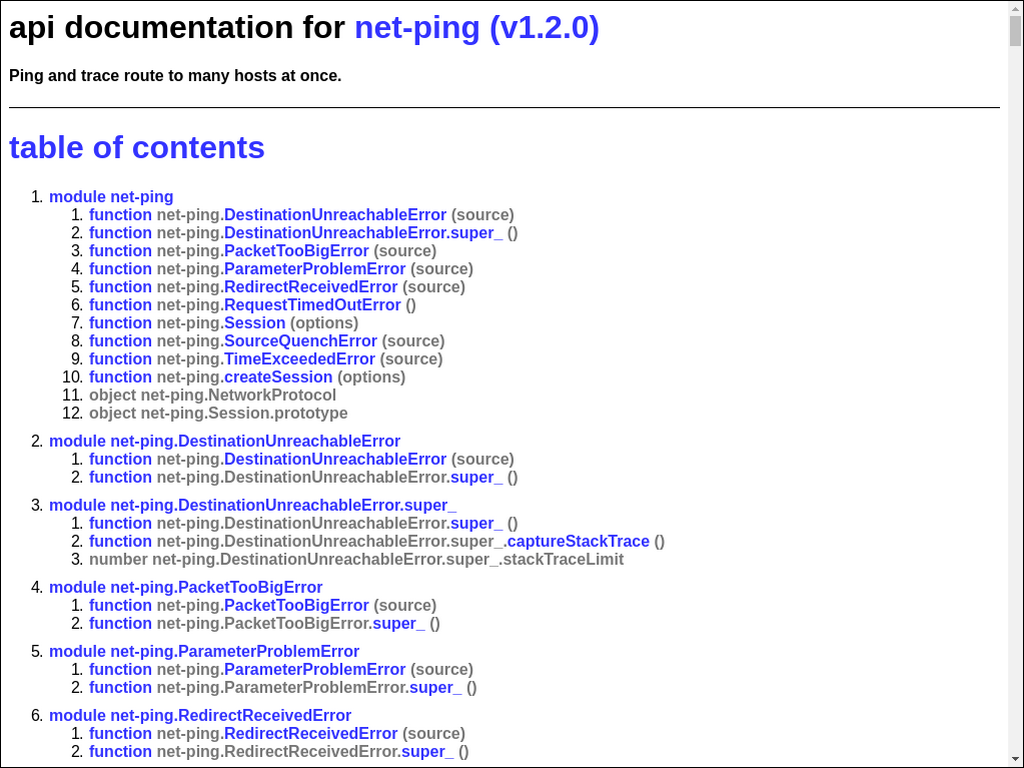 api documentation for net-ping (v1.2.0)
Ping and trace route to many hosts at once.
table of contents
1. module net-ping
1. function net-ping.DestinationUnreachableError (source)
2. function net-ping.DestinationUnreachableError.super_ ()
3. function net-ping.PacketTooBigError (source)
4. function net-ping.ParameterProblemError (source)
5. function net-ping.RedirectReceivedError (source)
6. function net-ping.RequestTimedOutError ()
7. function net-ping.Session (options)
8. function net-ping.SourceQuenchError (source)
9. function net-ping.TimeExceededError (source)
10. function net-ping.createSession (options)
11. object net-ping.NetworkProtocol
12. object net-ping.Session.prototype
2. module net-ping.DestinationUnreachableError
1. function net-ping.DestinationUnreachableError (source)
2. function net-ping.DestinationUnreachableError.super_ ()
3. module net-ping.DestinationUnreachableError.super_
1. function net-ping.DestinationUnreachableError.super_ ()
2. function net-ping.DestinationUnreachableError.super_.captureStackTrace ()
3. number net-ping.DestinationUnreachableError.super_.stackTraceLimit
4. module net-ping.PacketTooBigError
1. function net-ping.PacketTooBigError (source)
2. function net-ping.PacketTooBigError.super_ ()
5. module net-ping.ParameterProblemError
1. function net-ping.ParameterProblemError (source)
2. function net-ping.ParameterProblemError.super_ ()
6. module net-ping.RedirectReceivedError
1. function net-ping.RedirectReceivedError (source)
2. function net-ping.RedirectReceivedError.super_ ()